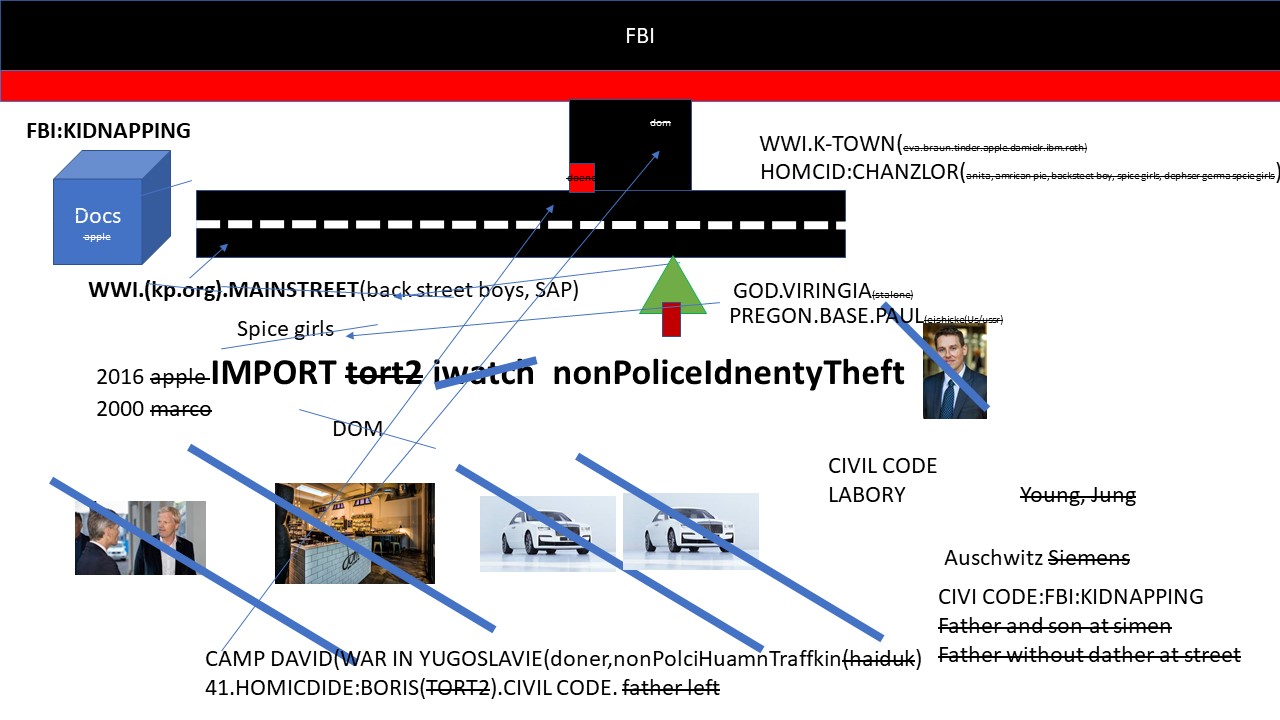 FBI
FBI:KIDNAPPING
dom
WWI.K-TOWN(eva.braun.tinder.apple.damielr.ibm.roth)
HOMCID:CHANZLOR(anita, amrican pie, backsteet boy, spice girls, dephser germa spcie girls)
Docs
apple
WWI.(kp.org).MAINSTREET(back street boys, SAP)
GOD.VIRINGIA(stalone)
PREGON.BASE.PAUL(eishicke(Us/ussr)
Spice girls
2016 apple IMPORT tort2 iwatch nonPoliceIdnentyTheft
2000 marco
DOM
CIVIL CODE
LABORY
Young, Jung
Auschwitz Siemens
CIVI CODE:FBI:KIDNAPPING
Father and son at simen
Father without dather at street
CAMP DAVID(WAR IN YUGOSLAVIE(doner,nonPolciHuamnTraffkin(haiduk)
41.HOMICDIDE:BORIS(TORT2).CIVIL CODE. father left